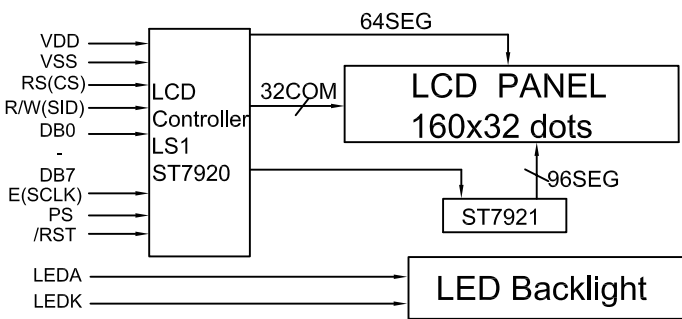 64SEG
VDD
VSS
RS(CS)
R/W(SID)
DB0
-
DB7
E(SCLK)
PS
/RST
LCD
Controller
LS1
ST7920
32COM
LCD PANEL
160x32 dots
96SEG
ST7921
LEDA
LEDK
LED Backlight